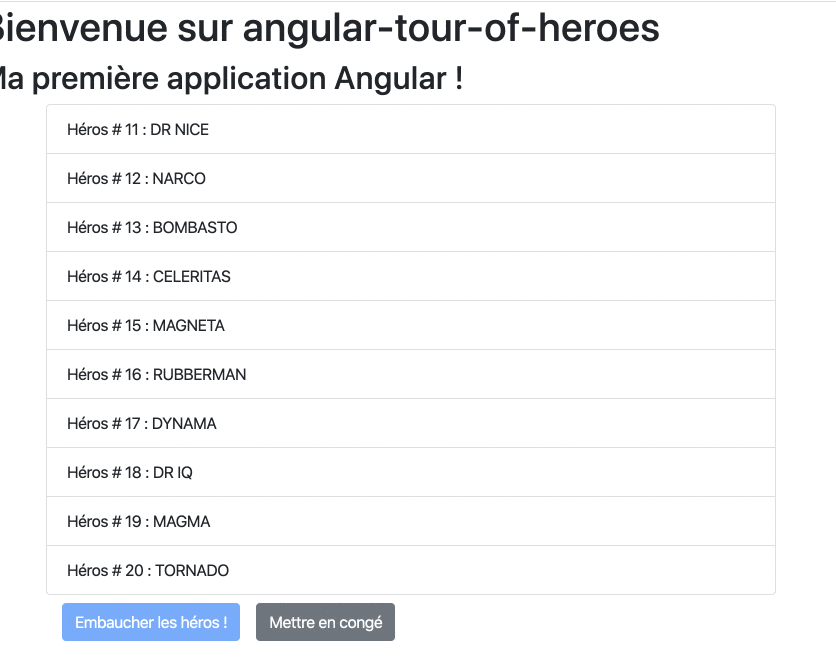 Bienvenue sur angular-tour-of-heroes
Ma première application Angular !
Héros # 11 : DR NICE
Héros # 12 : NARCO
Héros # 13 : BOMBASTO
Héros # 14 : CELERITAS
Héros # 15 : MAGNETA
Héros # 16 : RUBBERMAN
Héros # 17 : DYNAMA
Héros # 18 : DR IQ
Héros # 19 : MAGMA
Héros # 20 : TORNADO
Embaucher les héros !
Mettre en congé